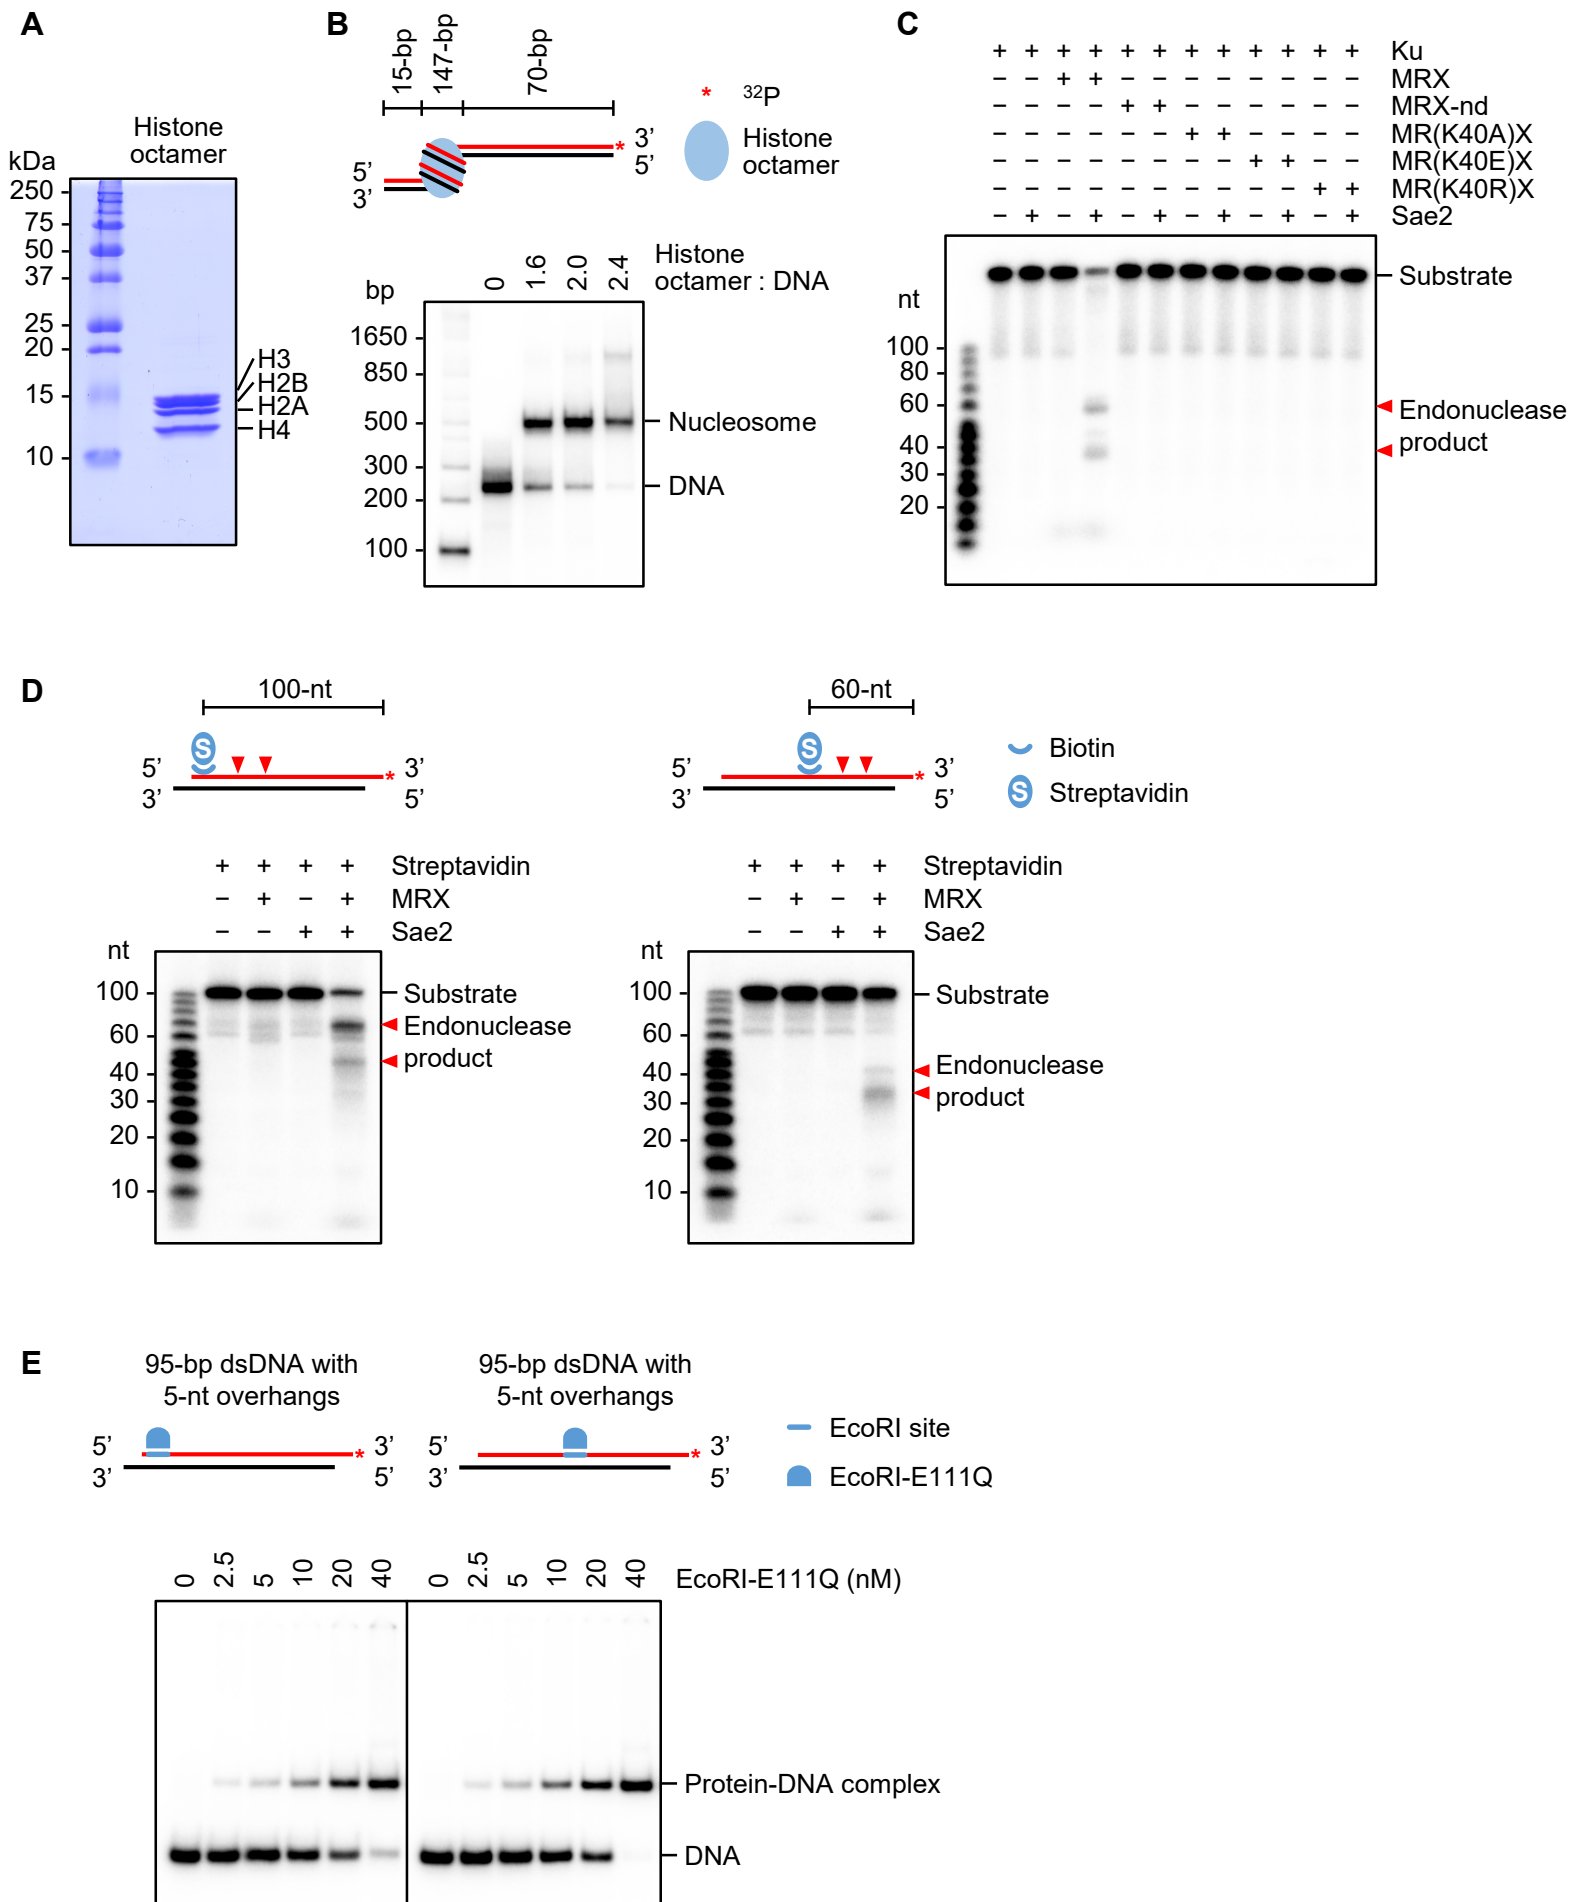 A
Histone
octamer
kDa
250
75
50
37
25
20
15
10
H3
H2B
H2A
H4
B
15-bp
147-bp
70-bp
* 32P
Histone
octamer
3’
5’
5’
3’
*
0
1.6
2.0
2.4
Histone
octamer : DNA
bp
1650
850
500
300
200
100
Nucleosome
DNA
C
+ + + + + + + + + + + + Ku
− − + + − − − − − − − − MRX
− − − − + + − − − − − − MRX-nd
− − − − − − + + − − − − MR(K40A)X
− − − − − − − − + + − − MR(K40E)X
− − − − − − − − − − + + MR(K40R)X
− + − + − + − + − + − + Sae2
nt
100
80
60
40
30
20
Substrate
Endonuclease
product
D
100-nt
S
5’
3’
*
3’
5’
+ + + + Streptavidin
− + − + MRX
− − + + Sae2
nt
100
60
40
30
20
10
Substrate
Endonuclease
product
60-nt
S
5’
3’
*
3’
5’
Biotin
S Streptavidin
+ + + + Streptavidin
− + − + MRX
− − + + Sae2
nt
100
60
40
30
20
10
Substrate
Endonuclease
product
E
95-bp dsDNA with
5-nt overhangs
5’
3’
*
3’
5’
95-bp dsDNA with
5-nt overhangs
5’
3’
*
3’
5’
EcoRI site
EcoRI-E111Q
0 2.5 5 10 20 40 0 2.5 5 10 20 40 EcoRI-E111Q (nM)
Protein-DNA complex
DNA